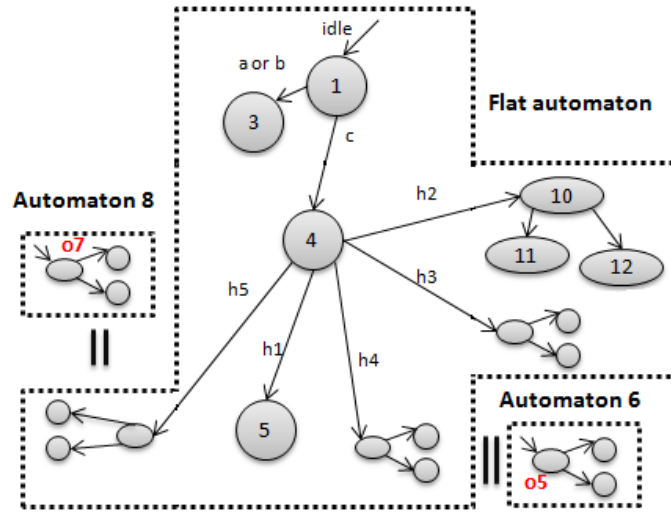 idle
a or b
1
3
Flat automaton
c
Automaton 8
h2
10
o7
4
11
12
h3
h5
h1
h4
Automaton 6
5
o5